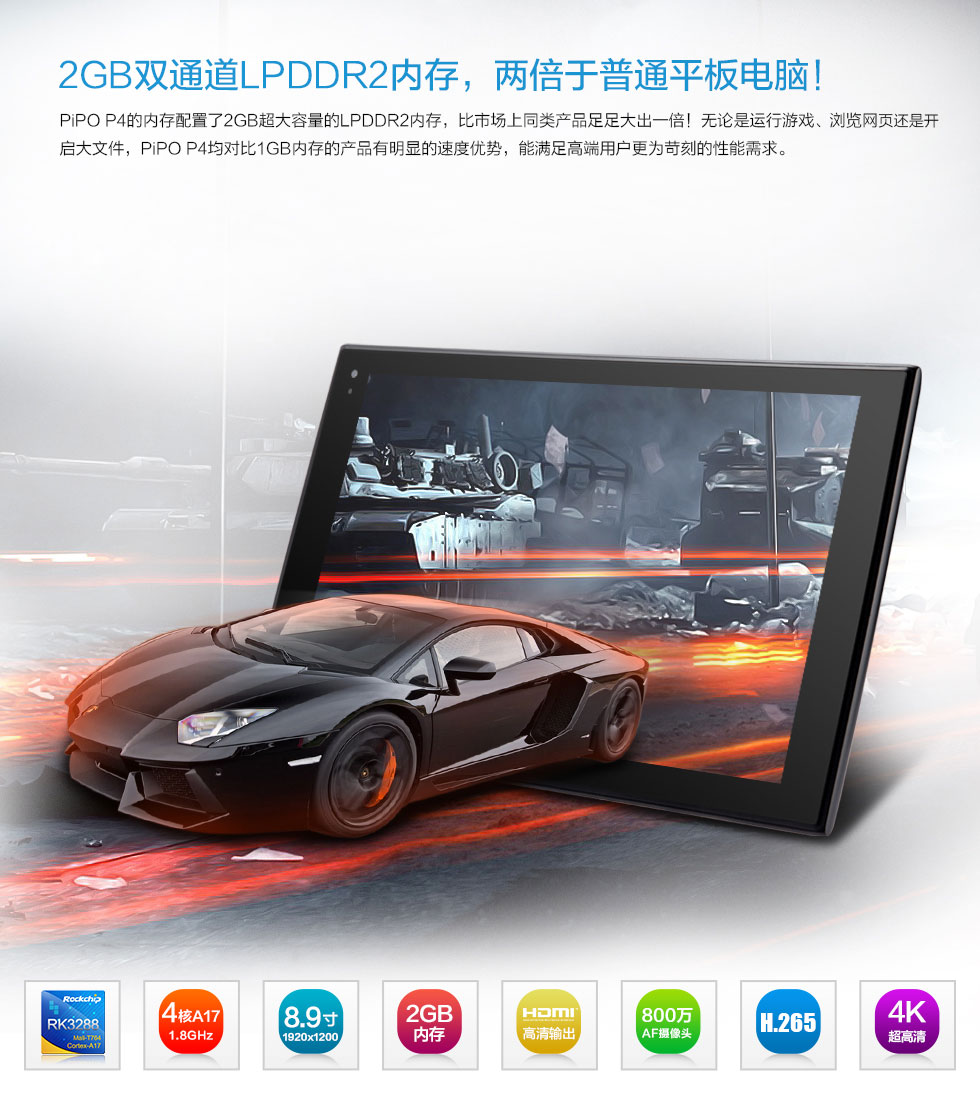 2GB双通道LPDDR2内存，两倍于普通平板电脑！
PiPO P4的内存配置了2GB超大容量的LPDDR2内存，比市场上同类产品足足大出一倍！无论是运行游戏、浏览网页还是开
启大文件，PiPO P4均对比1GB内存的产品有明显的速度优势，能满足高端用户更为苛刻的性能需求。
Rockchip
RK3288
Mali-T764
Cortex-A17
4核A17
1.8GHz
8.9寸
1920x1200
2GB
内存
HDMI
高清输出
800万
AF摄像头
H.265
4K
超高清